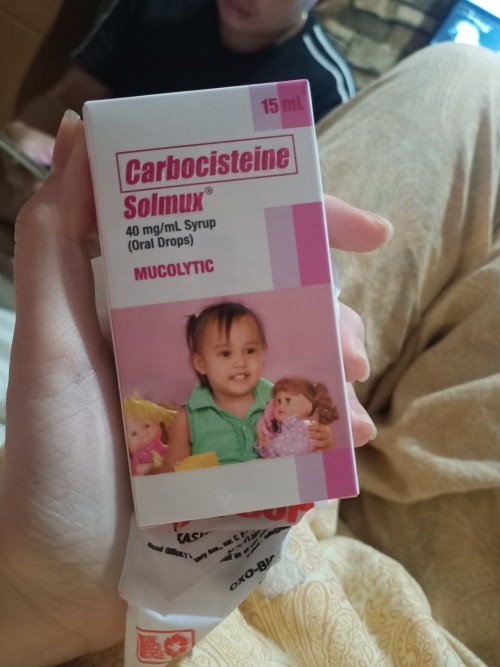 15 mL
Carbocisteine
Solmux®
40 mg/mL Syrup
(Oral Drops)
MUCOLYTIC
OXO-BIO